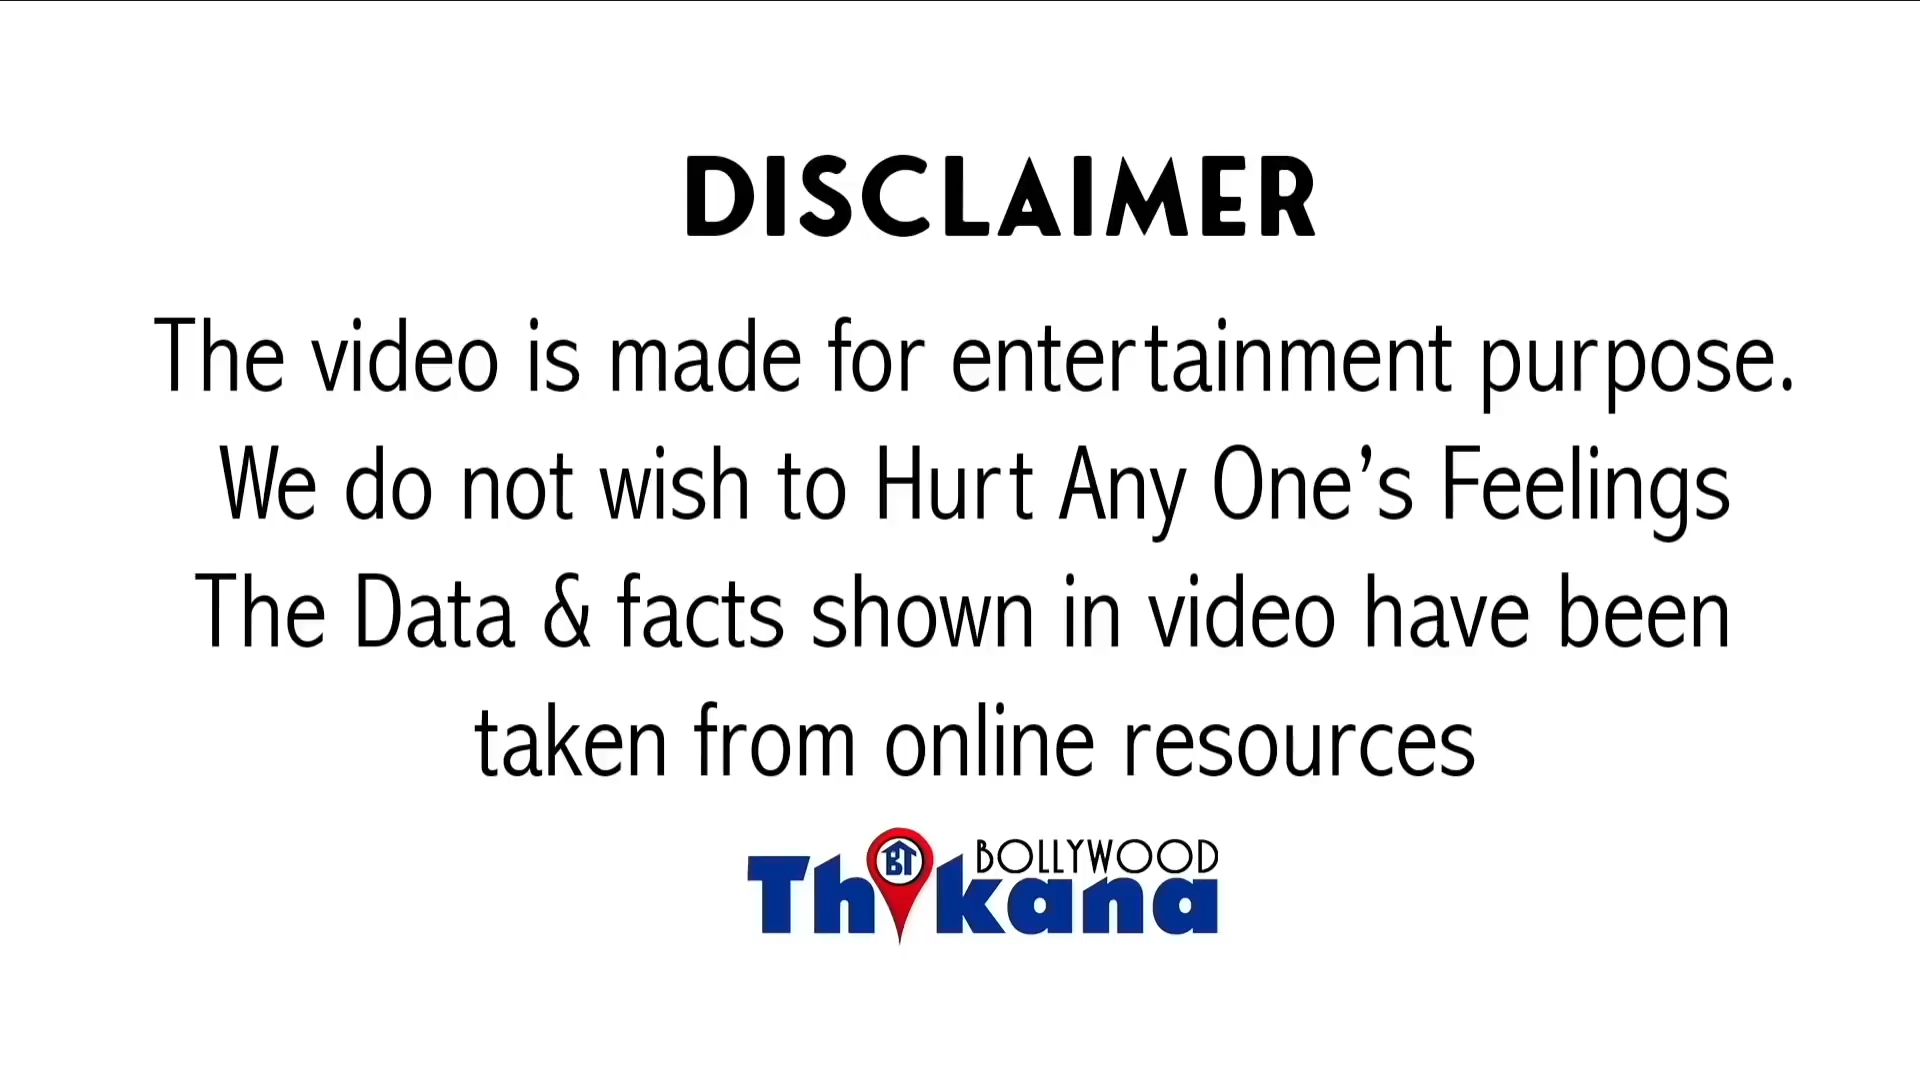 DISCLAIMER
The video is made for entertainment purpose.
We do not wish to Hurt Any One’s Feelings
The Data & facts shown in video have been
taken from online resources
BT
BOLLYWOOD
Thikana